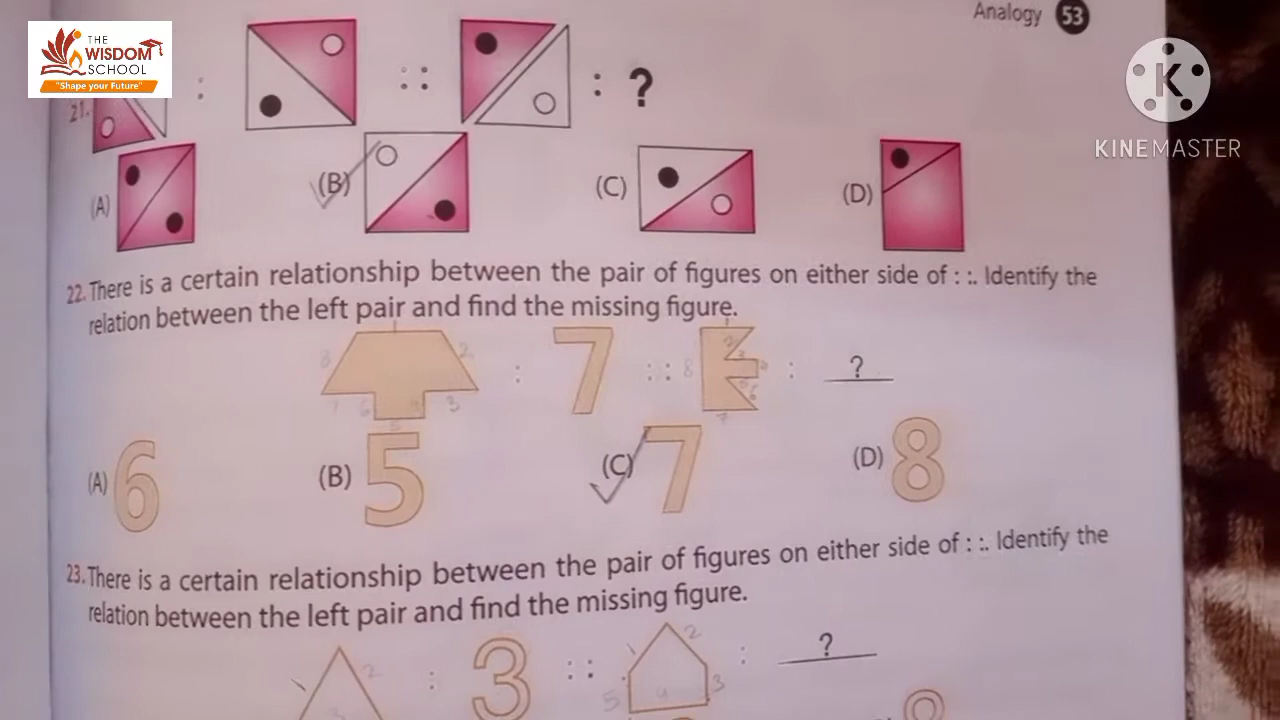 Analogy 53
THE
WISDOM
SCHOOL
"Shape your Future"
K
KINEMASTER
21.
: :: : ?
(A) (B) (C) (D)
22. There is a certain relationship between the pair of figures on either side of : :. Identify the
relation between the left pair and find the missing figure.
: 7 :: : ?
(A) 6 (B) 5 (C) 7 (D) 8
23. There is a certain relationship between the pair of figures on either side of : :. Identify the
relation between the left pair and find the missing figure.
: 3 :: : ?